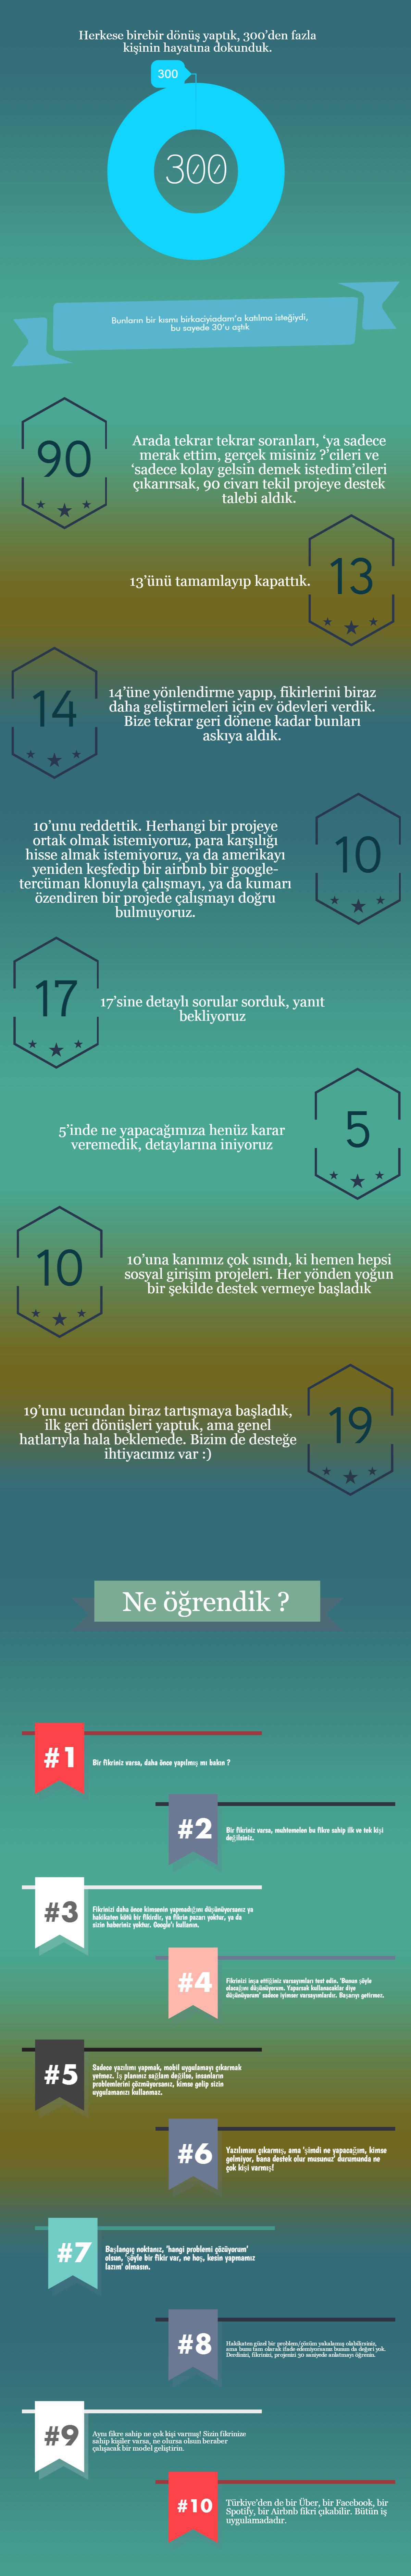 Herkese birebir dönüş yaptık, 300'den fazla
kişinin hayatına dokunduk.
300
300
Bunların bir kısmı birkaciyiadam'a katılma isteğiydi,
bu sayede 30'u aştık
90
Arada tekrar tekrar soranları, 'ya sadece
merak ettim, gerçek misiniz ?'cileri ve
'sadece kolay gelsin demek istedim'cileri
çıkarırsak, 90 civarı tekil projeye destek
talebi aldık.
13'ünü tamamlayıp kapattık.
13
14
14'üne yönlendirme yapıp, fikirlerini biraz
daha geliştirmeleri için ev ödevleri verdik.
Bize tekrar geri dönene kadar bunları
askıya aldık.
10'unu reddettik. Herhangi bir projeye
ortak olmak istemiyoruz, para karşılığı
hisse almak istemiyoruz, ya da amerikayı
yeniden keşfedip bir airbnb bir google-
tercüman klonuyla çalışmayı, ya da kumarı
özendiren bir projede çalışmayı doğru
bulmuyoruz.
10
17
17'sine detaylı sorular sorduk, yanıt
bekliyoruz
5'inde ne yapacağımıza henüz karar
veremedik, detaylarına iniyoruz
5
10
10'una kanımız çok ısındı, ki hemen hepsi
sosyal girişim projeleri. Her yönden yoğun
bir şekilde destek vermeye başladık
19'unu ucundan biraz tartışmaya başladık,
ilk geri dönüşleri yaptuk, ama genel
hatlarıyla hala beklemede. Bizim de desteğe
ihtiyacımız var :)
19
Ne öğrendik ?
#1
Bir fikriniz varsa, daha önce yapılmış mı bakın ?
#2
Bir fikriniz varsa, muhtemelen bu fikre sahip ilk ve tek kişi
değilsiniz.
#3
Fikrinizi daha önce kimsenin yapmadığını düşünüyorsanız ya
hakikaten kötü bir fikirdir, ya fikrin pazarı yoktur, ya da
sizin haberiniz yoktur. Google'ı kullanın.
#4
Fikrinizi inşa ettiğiniz varsayımları test edin. 'Bunun şöyle
olacağını düşünüyorum. Yaparsak kullanacaklar diye
düşünüyorum' sadece iyimser varsayımlardır. Başarıyı getirmez.
#5
Sadece yazılımı yapmak, mobil uygulamayı çıkarmak
yetmez. İş planınız sağlam değilse, insanların
problemlerini çözmüyorsanız, kimse gelip sizin
uygulamanızı kullanmaz.
#6
Yazılımını çıkarmış, ama 'şimdi ne yapacağım, kimse
gelmiyor, bana destek olur musunuz' durumunda ne
çok kişi varmış!
#7
Başlangıç noktanız, 'hangi problemi çözüyorum'
olsun, 'şöyle bir fikir var, ne hoş, kesin yapmamız
lazım' olmasın.
#8
Hakikaten güzel bir problem/çözüm yakalamış olabilirsiniz,
ama bunu tam olarak ifade edemiyorsanız bunun da değeri yok.
Derdinizi, fikrinizi, projenizi 30 saniyede anlatmayı öğrenin.
#9
Aynı fikre sahip ne çok kişi varmış! Sizin fikrinize
sahip kişiler varsa, ne olursa olsun beraber
çalışacak bir model geliştirin.
#10
Türkiye'den de bir Über, bir Facebook, bir
Spotify, bir Airbnb fikri çıkabilir. Bütün iş
uygulamadadır.